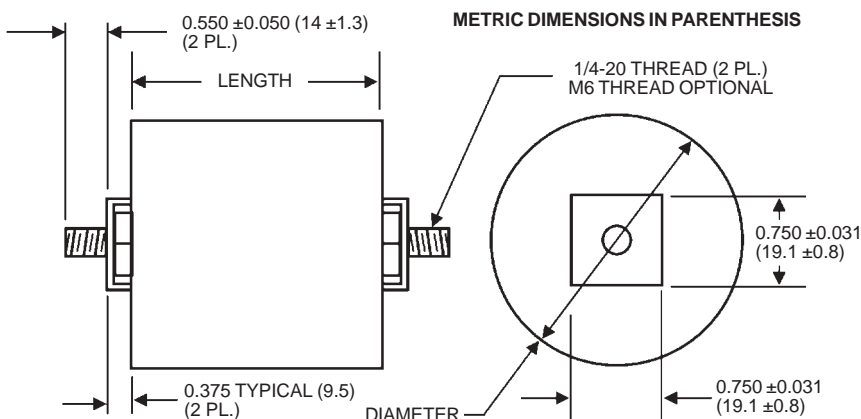 METRIC DIMENSIONS IN PARENTHESIS
0.550 ±0.050 (14 ±1.3)
(2 PL.)
LENGTH
1/4-20 THREAD (2 PL.)
M6 THREAD OPTIONAL
0.750 ±0.031
(19.1 ±0.8)
0.375 TYPICAL (9.5)
(2 PL.)
DIAMETER
0.750 ±0.031
(19.1 ±0.8)